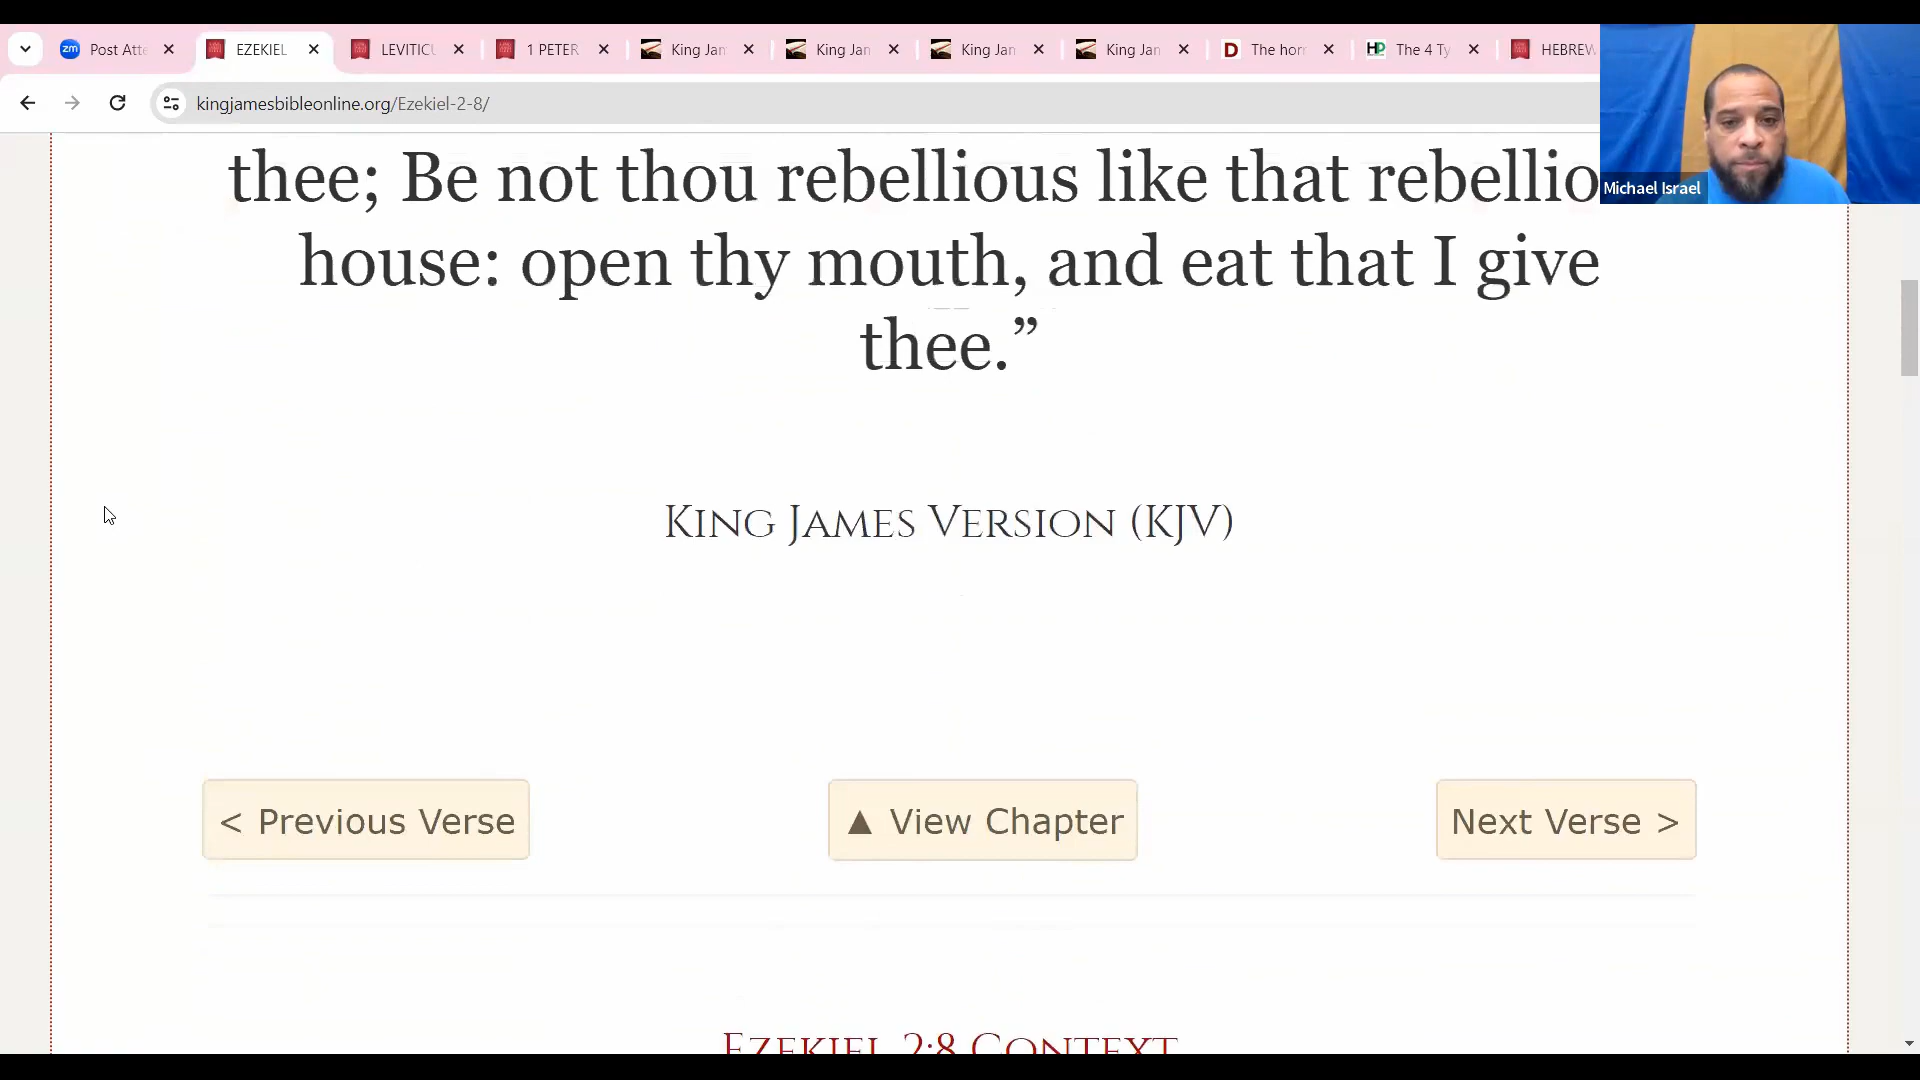 Post Atte
EZEKIEL
LEVITICU
1 PETER
King Jan
King Jan
King Jan
King Jan
The horr
The 4 Ty
HEBREW
kingjamesbibleonline.org/Ezekiel-2-8/
Michael Israel
thee; Be not thou rebellious like that rebellio
house: open thy mouth, and eat that I give
thee.”
King James Version (KJV)
< Previous Verse
▲ View Chapter
Next Verse >
Ezekiel 2:8 Context